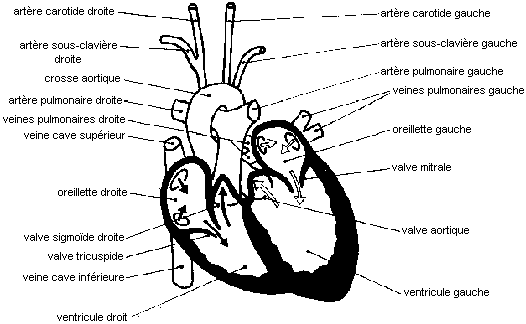 artère carotide droite
artère sous-clavière
droite
crosse aortique
artère pulmonaire droite
veines pulmonaires droite
veine cave supérieur
oreillette droite
valve sigmoïde droite
valve tricuspide
veine cave inférieure
ventricule droit
artère carotide gauche
artère sous-clavière gauche
artère pulmonaire gauche
veines pulmonaires gauche
oreillette gauche
valve mitrale
valve aortique
ventricule gauche